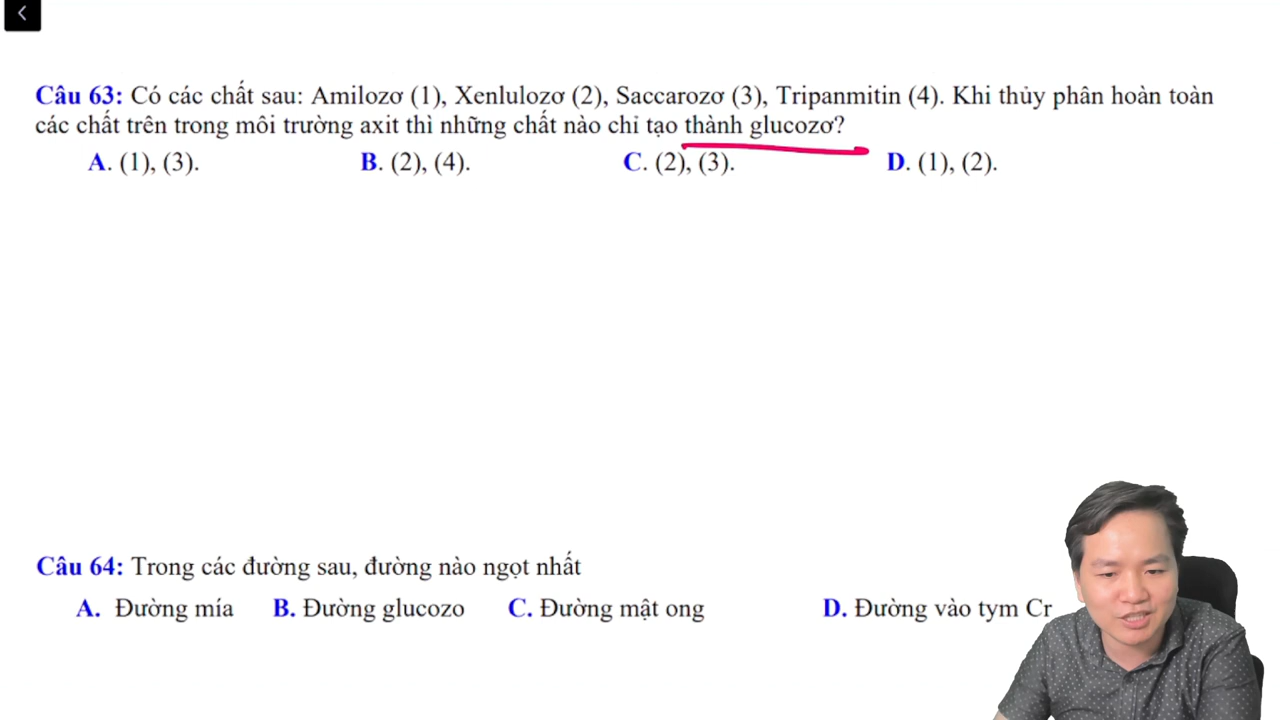 Câu 63: Có các chất sau: Amilozơ (1), Xenlulozơ (2), Saccarozơ (3), Tripanmitin (4). Khi thủy phân hoàn toàn
các chất trên trong môi trường axit thì những chất nào chỉ tạo thành glucozơ?
A. (1), (3). B. (2), (4). C. (2), (3). D. (1), (2).
Câu 64: Trong các đường sau, đường nào ngọt nhất
A. Đường mía B. Đường glucozo C. Đường mật ong D. Đường vào tym Cr